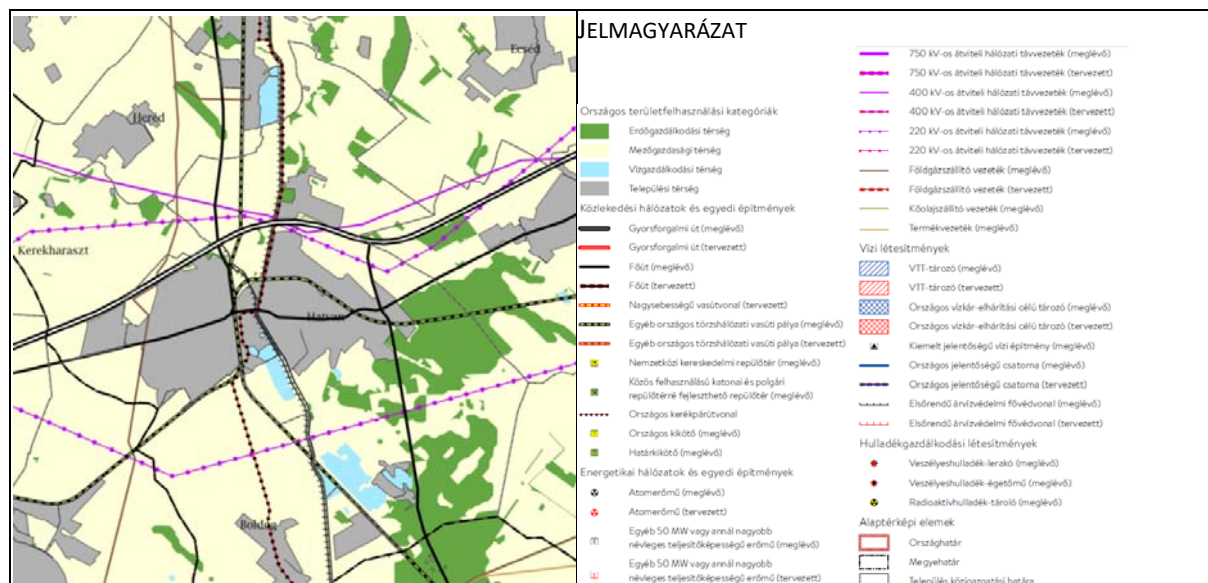 Ecséd
Heréd
Kerekharaszt
Hatvan
Boldog
JELMAGYARÁZAT
Országos területfelhasználási kategóriák
Erdőgazdálkodási térség
Mezőgazdasági térség
Vízgazdálkodási térség
Települési térség
Közlekedési hálózatok és egyedi építmények
Gyorsforgalmi út (meglévő)
Gyorsforgalmi út (tervezett)
Főút (meglévő)
Főút (tervezett)
Nagysebességű vasútvonal (tervezett)
Egyéb országos törzshálózati vasúti pálya (meglévő)
Egyéb országos törzshálózati vasúti pálya (tervezett)
Nemzetközi kereskedelmi repülőtér (meglévő)
Közös felhasználású katonai és polgári
repülőtérré fejleszthető repülőtér (meglévő)
Országos kerékpárútvonal
Országos kikötő (meglévő)
Határkikötő (meglévő)
Energetikai hálózatok és egyedi építmények
Atomerőmű (meglévő)
Atomerőmű (tervezett)
Egyéb 50 MW vagy annál nagyobb
névleges teljesítőképességű erőmű (meglévő)
Egyéb 50 MW vagy annál nagyobb
névleges teljesítőképességű erőmű (tervezett)
750 kV-os átviteli hálózati távvezeték (meglévő)
750 kV-os átviteli hálózati távvezeték (tervezett)
400 kV-os átviteli hálózati távvezeték (meglévő)
400 kV-os átviteli hálózati távvezeték (tervezett)
220 kV-os átviteli hálózati távvezeték (meglévő)
220 kV-os átviteli hálózati távvezeték (tervezett)
Földgázszállító vezeték (meglévő)
Földgázszállító vezeték (tervezett)
Kőolajszállító vezeték (meglévő)
Termékvezeték (meglévő)
Vízi létesítmények
VTT-tározó (meglévő)
VTT-tározó (tervezett)
Országos vízkár-elhárítási célú tározó (meglévő)
Országos vízkár-elhárítási célú tározó (tervezett)
Kiemelt jelentőségű vízi építmény (meglévő)
Országos jelentőségű csatorna (meglévő)
Országos jelentőségű csatorna (tervezett)
Elsőrendű árvízvédelmi fővédvonal (meglévő)
Elsőrendű árvízvédelmi fővédvonal (tervezett)
Hulladékgazdálkodási létesítmények
Veszélyeshulladék-lerakó (meglévő)
Veszélyeshulladék-égetőmű (meglévő)
Radioaktívhulladék-tároló (meglévő)
Alaptérképi elemek
Országhatár
Megyehatár
Település közigazgatási határa